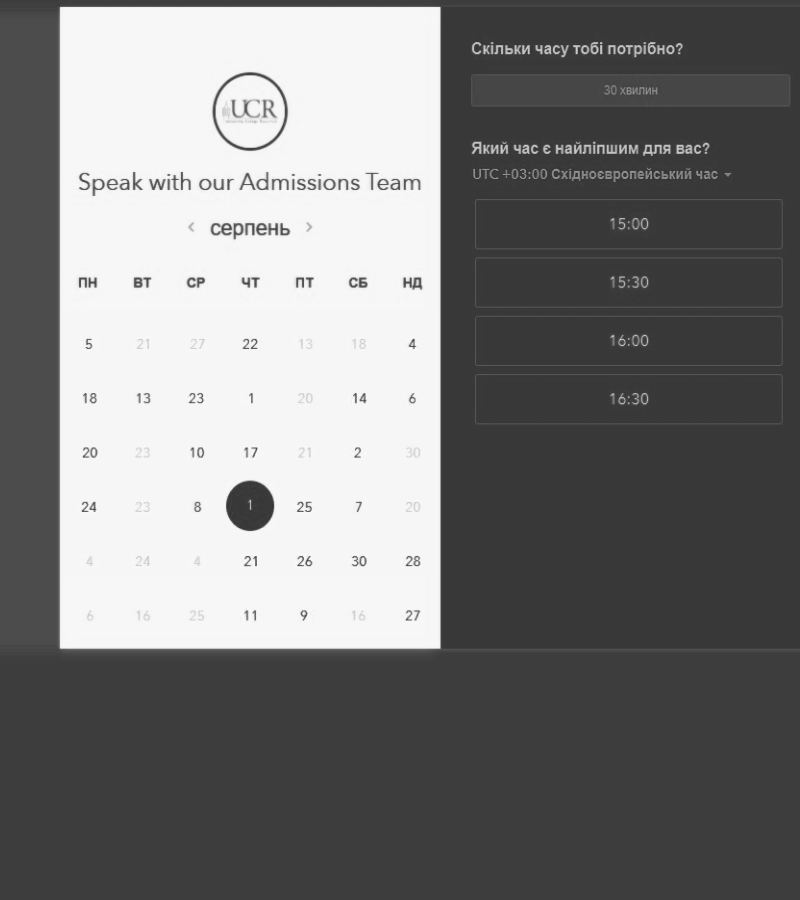 UCR
Speak with our Admissions Team
серпень
ПН ВТ СР ЧТ ПТ СБ НД
5 21 27 22 13 18 4
18 13 23 1 20 14 6
20 23 10 17 21 2 30
24 23 8 1 25 7 20
4 24 4 21 26 30 28
6 16 25 11 9 16 27
Скільки часу тобі потрібно?
30 хвилин
Який час є найліпшим для вас?
UTC +03:00 Східноєвропейський час
15:00
15:30
16:00
16:30